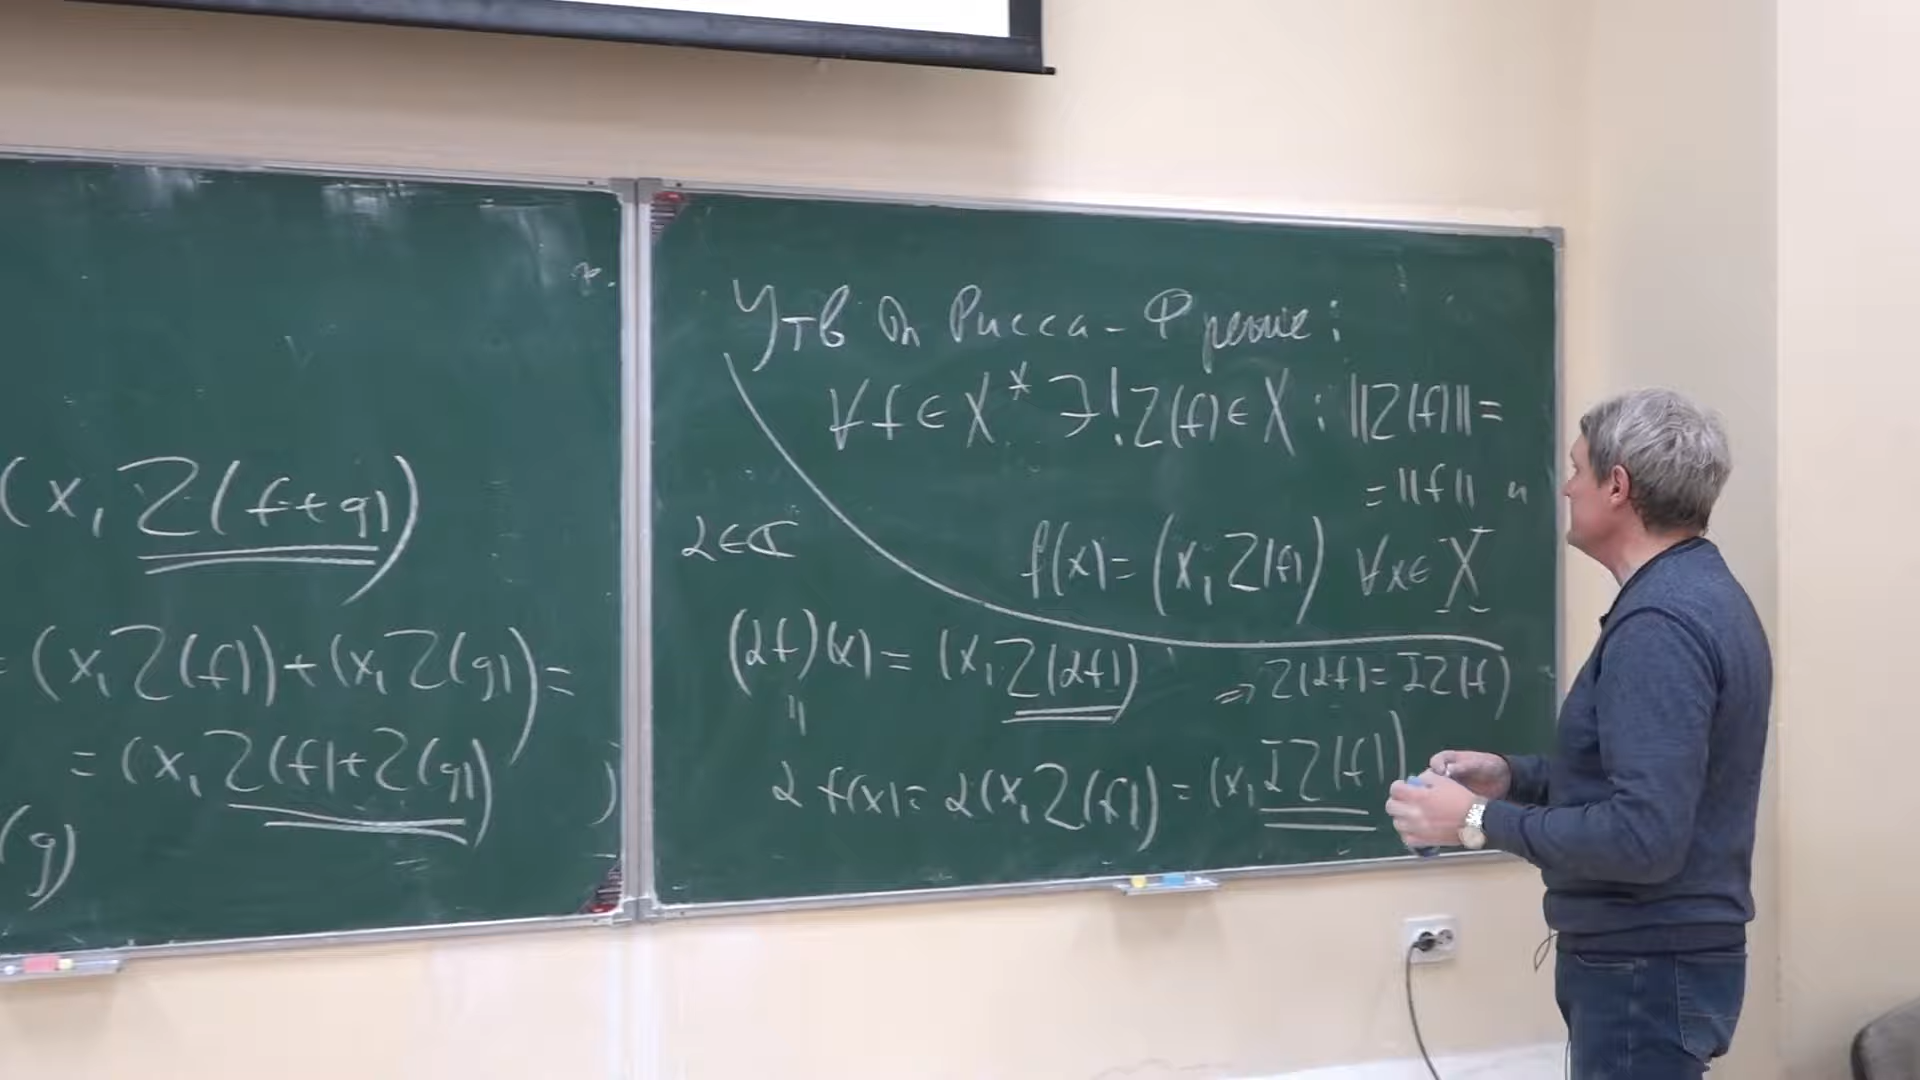 (x, Z(f+g))
= (x, Z(f)) + (x, Z(g)) =
= (x, Z(f)+Z(g))
(g)
Утв Рисса-Фреше:
∀f∈X* ∃! Z(f)∈X : ||Z(f)|| =
= ||f|| и
α∈ℂ
f(x) = (x, Z(f)) ∀x∈X
(αf)(x) = (x, Z(αf)) ⇒ Z(αf) = ᾱZ(f)
"
αf(x) = α(x, Z(f)) = (x, ᾱZ(f))